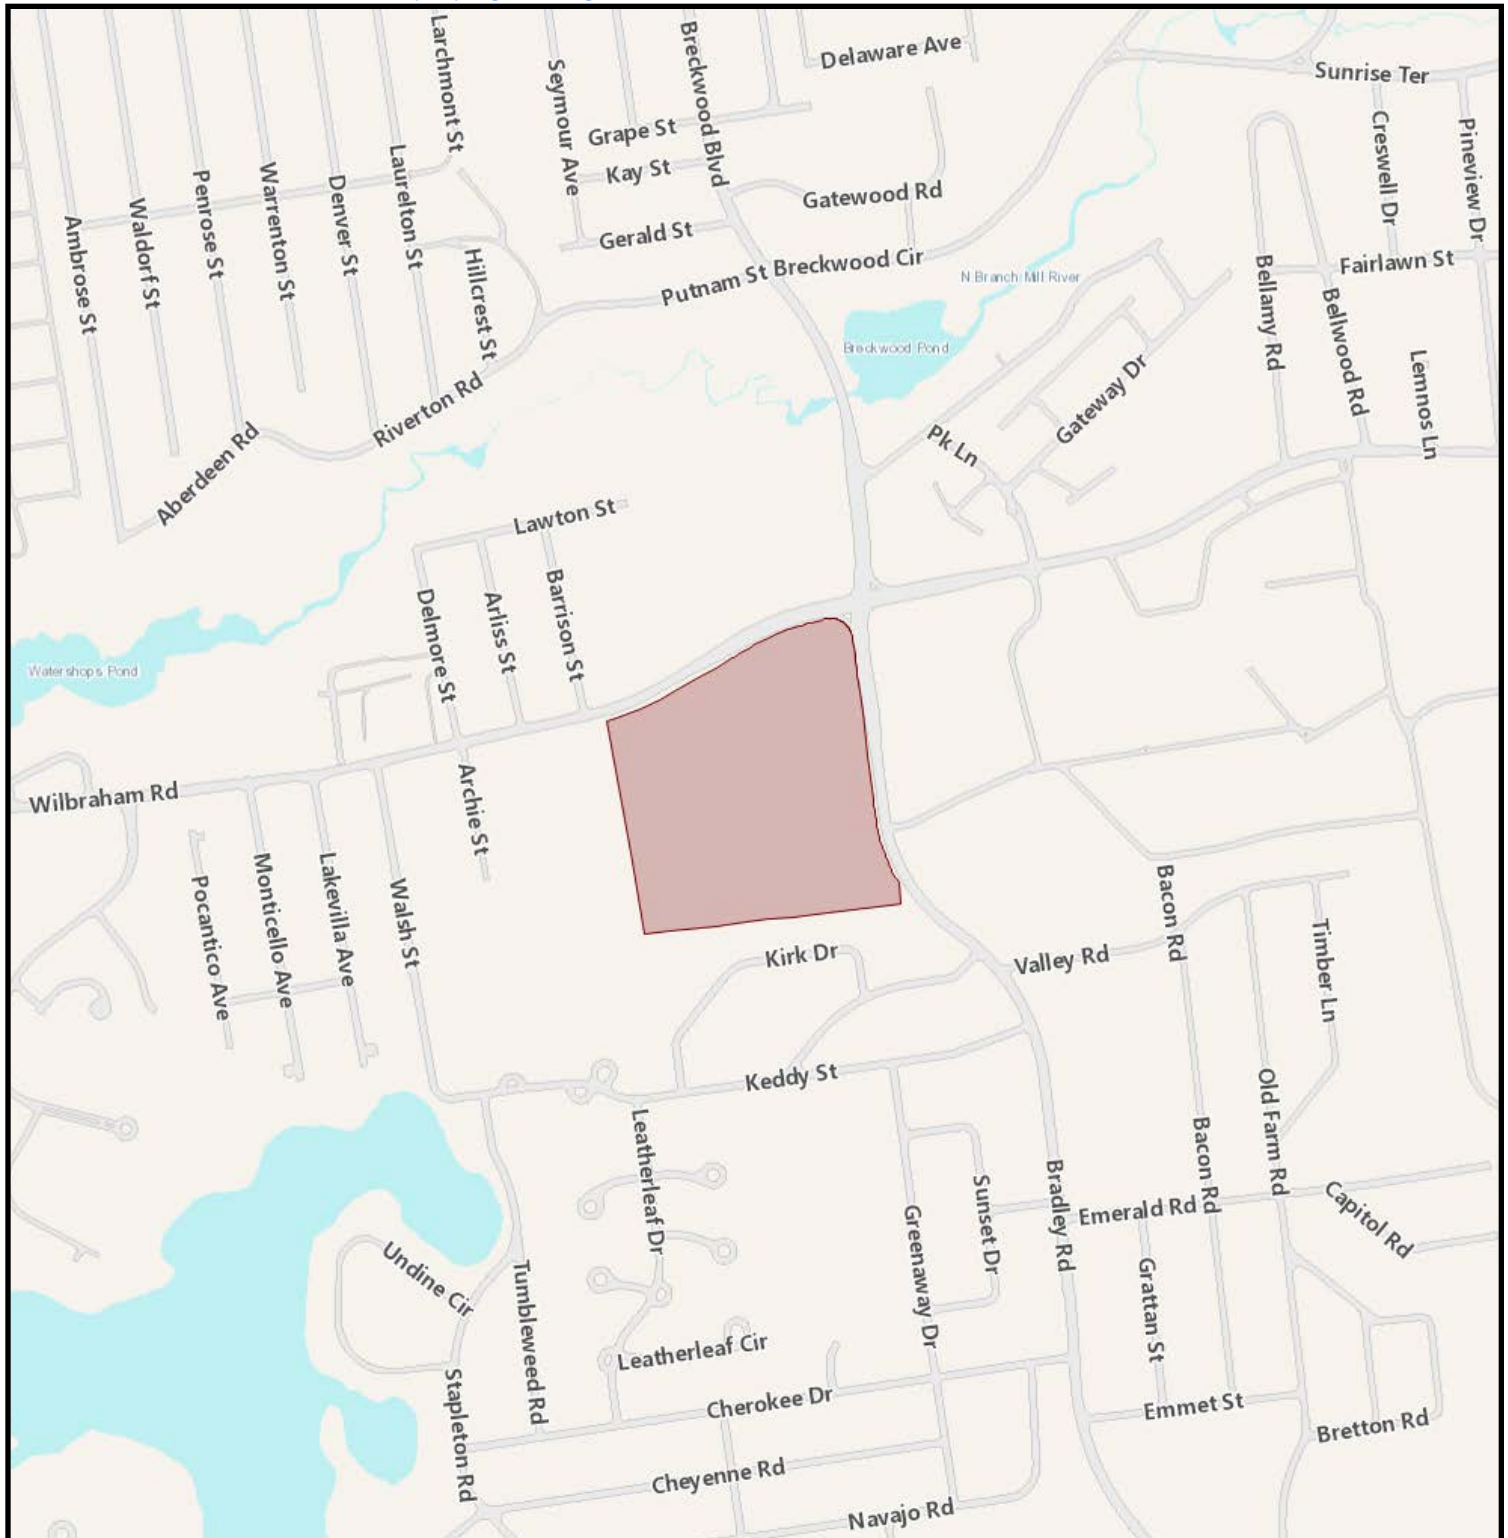 Larchmont St
Seymour Ave
Breckwood Blvd
Delaware Ave
Sunrise Ter
Grape St
Kay St
Creswell Dr
Pineview Dr
Laurelton St
Denver St
Warrenton St
Penrose St
Waldorf St
Ambrose St
Gatewood Rd
Gerald St
Hillcrest St
Putnam St
Breckwood Cir
N Branch Mill River
Fairlawn St
Bellamy Rd
Bellwood Rd
Breckwood Pond
Lemnos Ln
Gateway Dr
Riverton Rd
Aberdeen Rd
Pk Ln
Lawton St
Delmore St
Arliss St
Barrison St
Watershops Pond
Wilbraham Rd
Archie St
Pocantico Ave
Monticello Ave
Lakevilla Ave
Walsh St
Bacon Rd
Timber Ln
Kirk Dr
Valley Rd
Keddy St
Old Farm Rd
Leatherleaf Dr
Bacon Rd
Sunset Dr
Bradley Rd
Emerald Rd
Capitol Rd
Greenaway Dr
Undine Cir
Tumbleweed Rd
Grattan St
Leatherleaf Cir
Stapleton Rd
Cherokee Dr
Emmet St
Bretton Rd
Cheyenne Rd
Navajo Rd